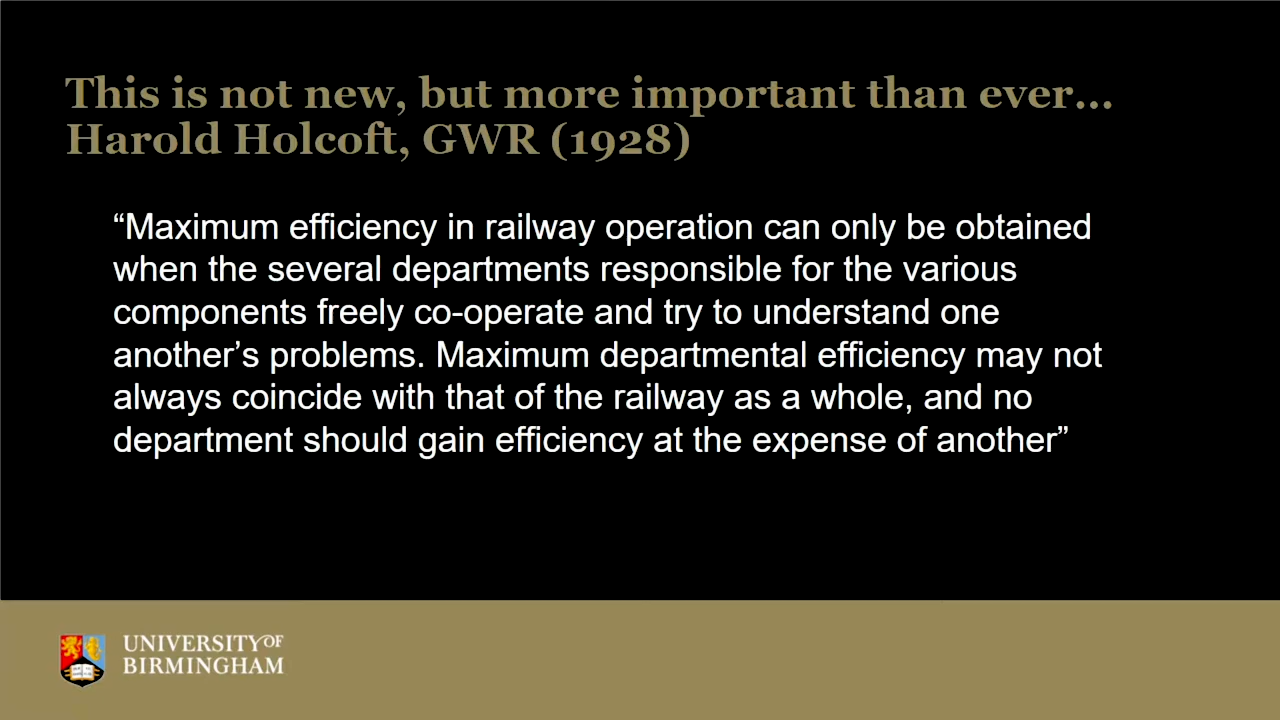 This is not new, but more important than ever…
Harold Holcoft, GWR (1928)
“Maximum efficiency in railway operation can only be obtained
when the several departments responsible for the various
components freely co-operate and try to understand one
another’s problems. Maximum departmental efficiency may not
always coincide with that of the railway as a whole, and no
department should gain efficiency at the expense of another”
UNIVERSITY OF
BIRMINGHAM